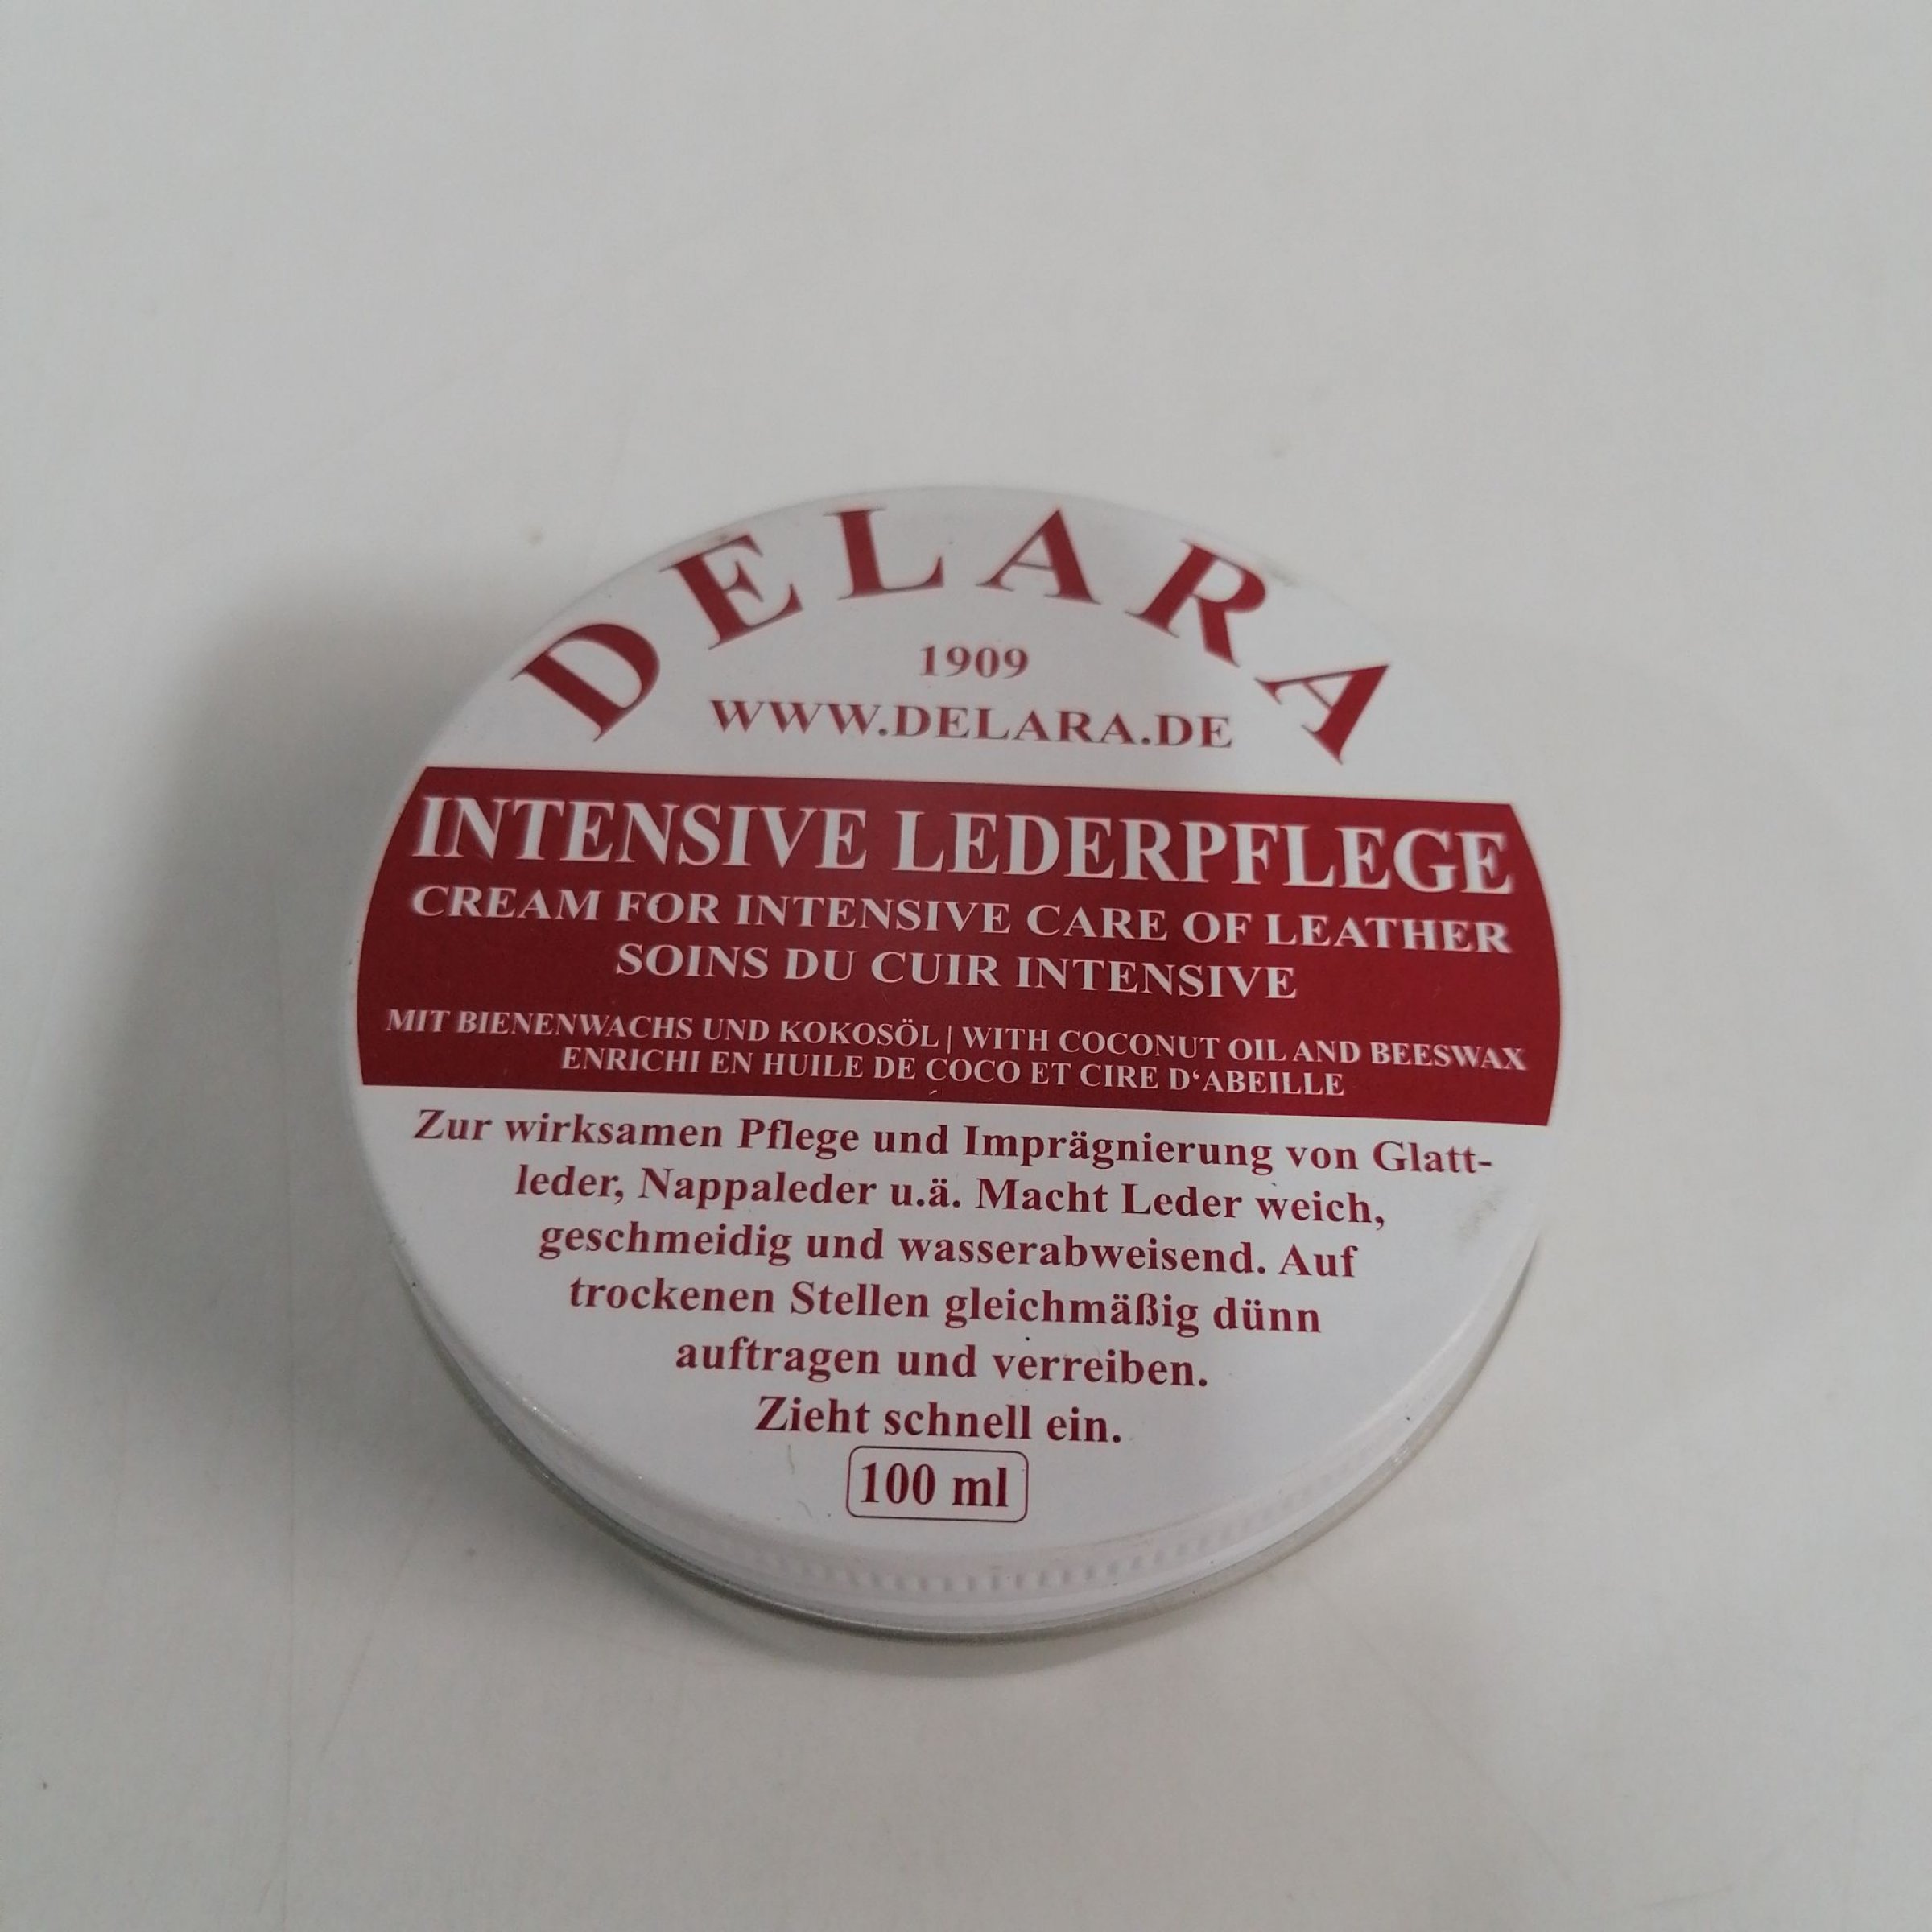 DELARA
1909
WWW.DELARA.DE
INTENSIVE LEDERPFLEGE
CREAM FOR INTENSIVE CARE OF LEATHER
SOINS DU CUIR INTENSIVE
MIT BIENENWACHS UND KOKOSÖL | WITH COCONUT OIL AND BEESWAX
ENRICHI EN HUILE DE COCO ET CIRE D‘ABEILLE
Zur wirksamen Pflege und Imprägnierung von Glatt-
leder, Nappaleder u.ä. Macht Leder weich,
geschmeidig und wasserabweisend. Auf
trockenen Stellen gleichmäßig dünn
auftragen und verreiben.
Zieht schnell ein.
100 ml